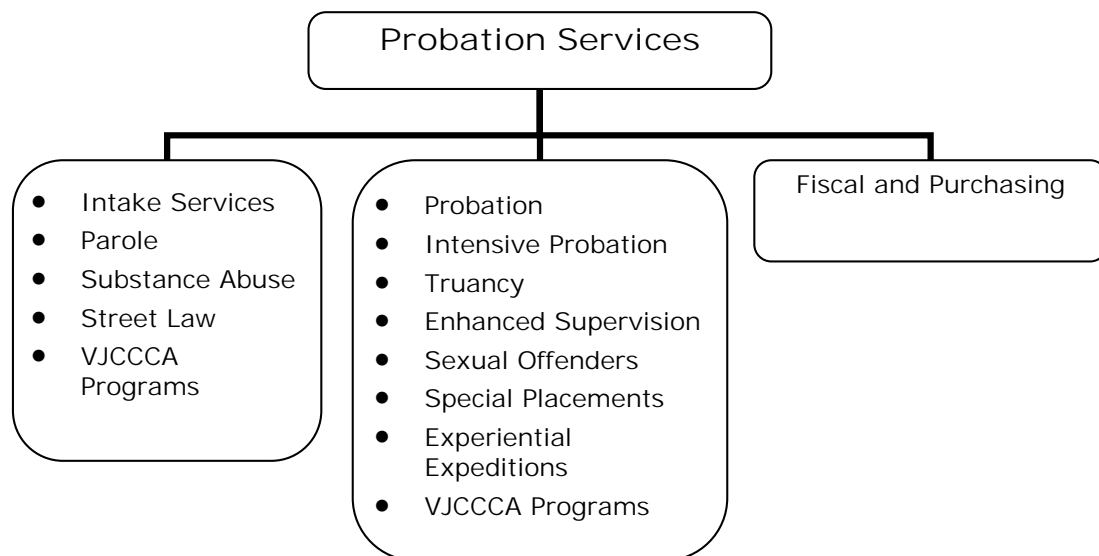 Probation Services
● Intake Services
● Parole
● Substance Abuse
● Street Law
● VJCCCA
Programs
● Probation
● Intensive Probation
● Truancy
● Enhanced Supervision
● Sexual Offenders
● Special Placements
● Experiential
Expeditions
● VJCCCA Programs
Fiscal and Purchasing